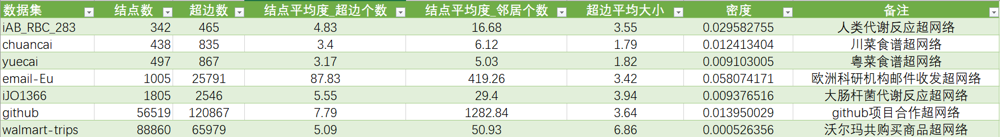 数据集 结点数 超边数 结点平均度_超边个数 结点平均度_邻居个数 超边平均大小 密度 备注
iAB_RBC_283 342 465 4.83 16.68 3.55 0.029582755 人类代谢反应超网络
chuancai 438 835 3.4 6.12 1.79 0.012413404 川菜食谱超网络
yuecai 497 867 3.17 5.03 1.82 0.009103005 粤菜食谱超网络
email-Eu 1005 25791 87.83 419.26 3.42 0.058074171 欧洲科研机构邮件收发超网络
iJO1366 1805 2546 5.55 29.4 3.94 0.009376516 大肠杆菌代谢反应超网络
github 56519 120867 7.79 1282.84 3.64 0.013950029 github项目合作超网络
walmart-trips 88860 65979 5.09 50.93 6.86 0.000526356 沃尔玛共购买商品超网络